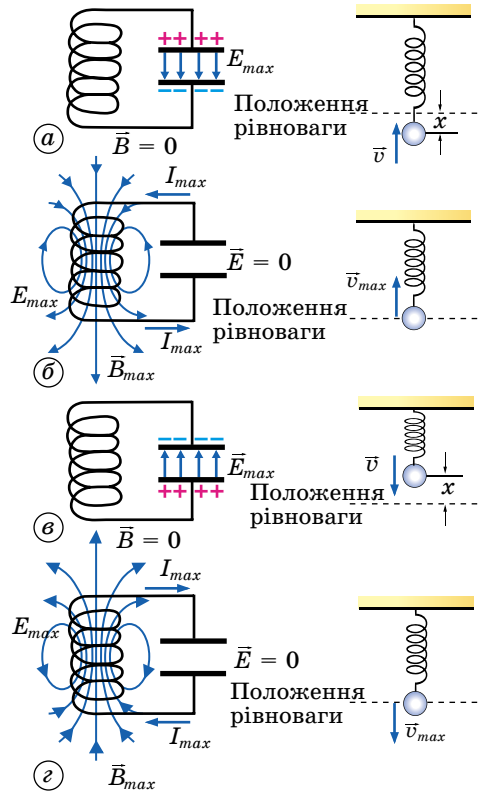 ++ ++
E_max
– – – –
Положення
рівноваги
x
v⃗
а
B⃗ = 0
I_max
E⃗ = 0
v⃗_max
E_max
Положення
рівноваги
I_max
б
B⃗_max
– – – –
E⃗_max
++ ++
v⃗
x
Положення
рівноваги
в
B⃗ = 0
I_max
E_max
E⃗ = 0
Положення
рівноваги
I_max
v⃗_max
г
B⃗_max